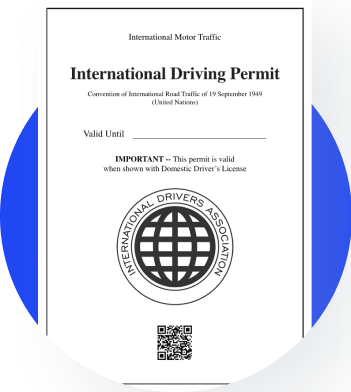 International Motor Traffic
International Driving Permit
Convention of International Road Traffic of 19 September 1949
(United Nations)
Valid Until
IMPORTANT -- This permit is valid
when shown with Domestic Driver's License
INTERNATIONAL DRIVERS ASSOCIATION